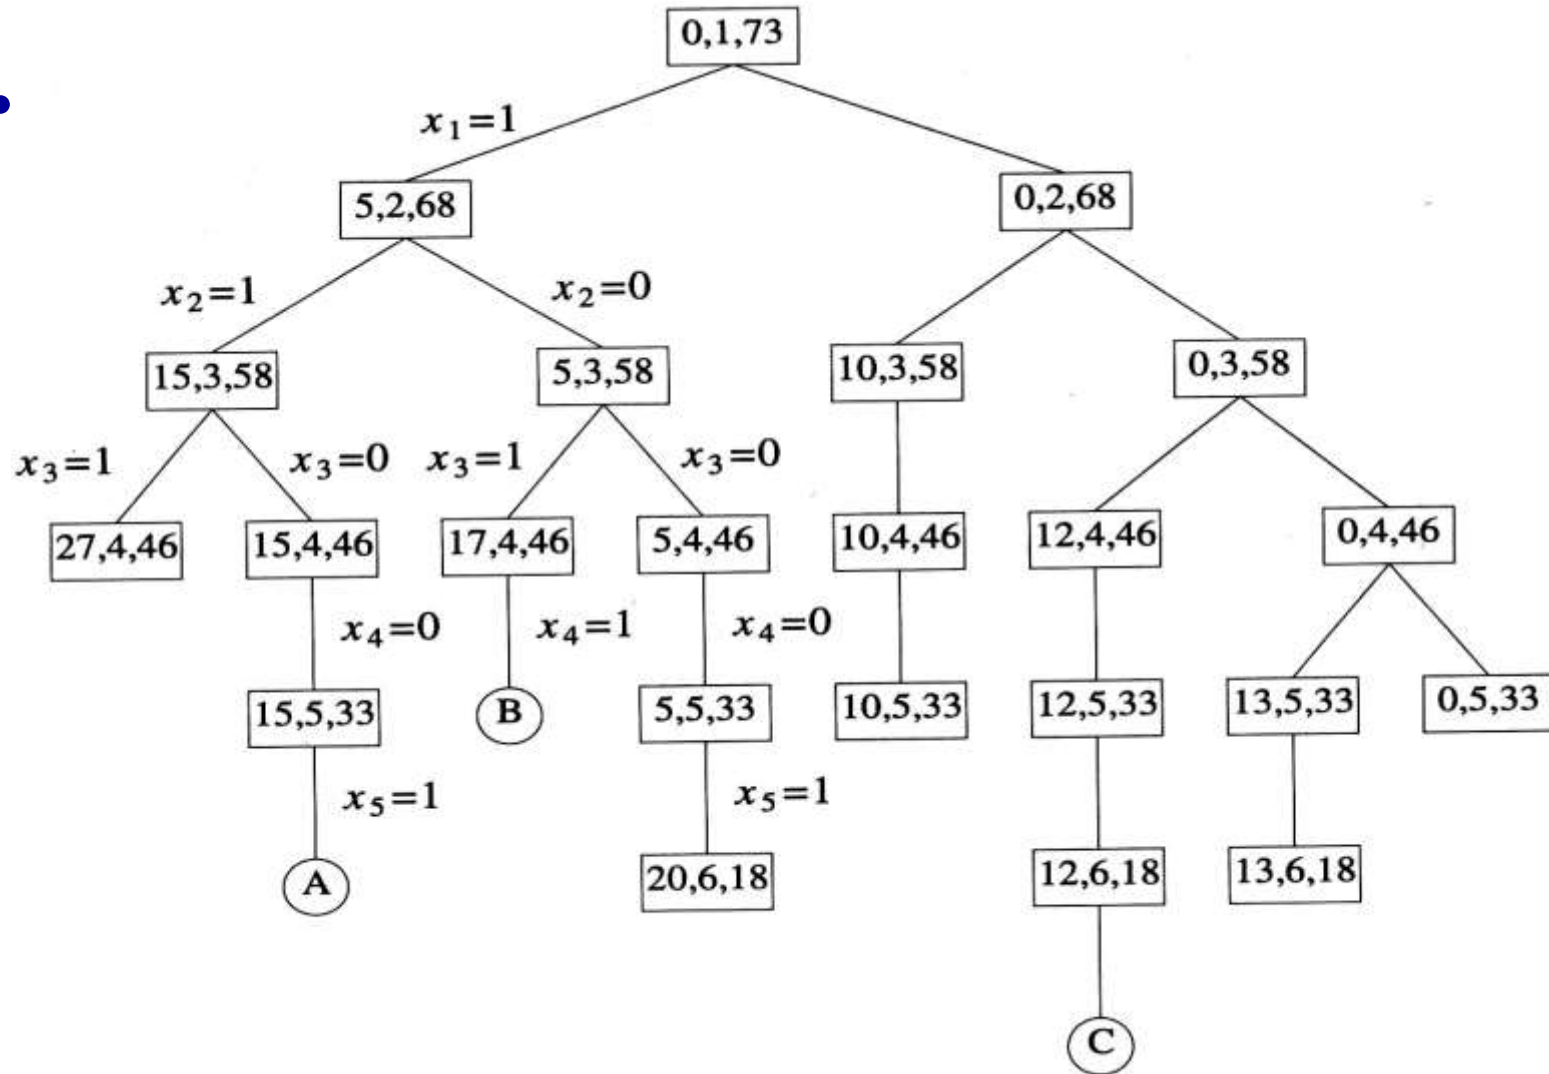 0,1,73
x₁=1
5,2,68
0,2,68
x₂=1
x₂=0
15,3,58
5,3,58
10,3,58
0,3,58
x₃=1
x₃=0
x₃=1
x₃=0
27,4,46
15,4,46
17,4,46
5,4,46
10,4,46
12,4,46
0,4,46
x₄=0
x₄=1
x₄=0
15,5,33
B
5,5,33
10,5,33
12,5,33
13,5,33
0,5,33
x₅=1
x₅=1
A
20,6,18
12,6,18
13,6,18
C